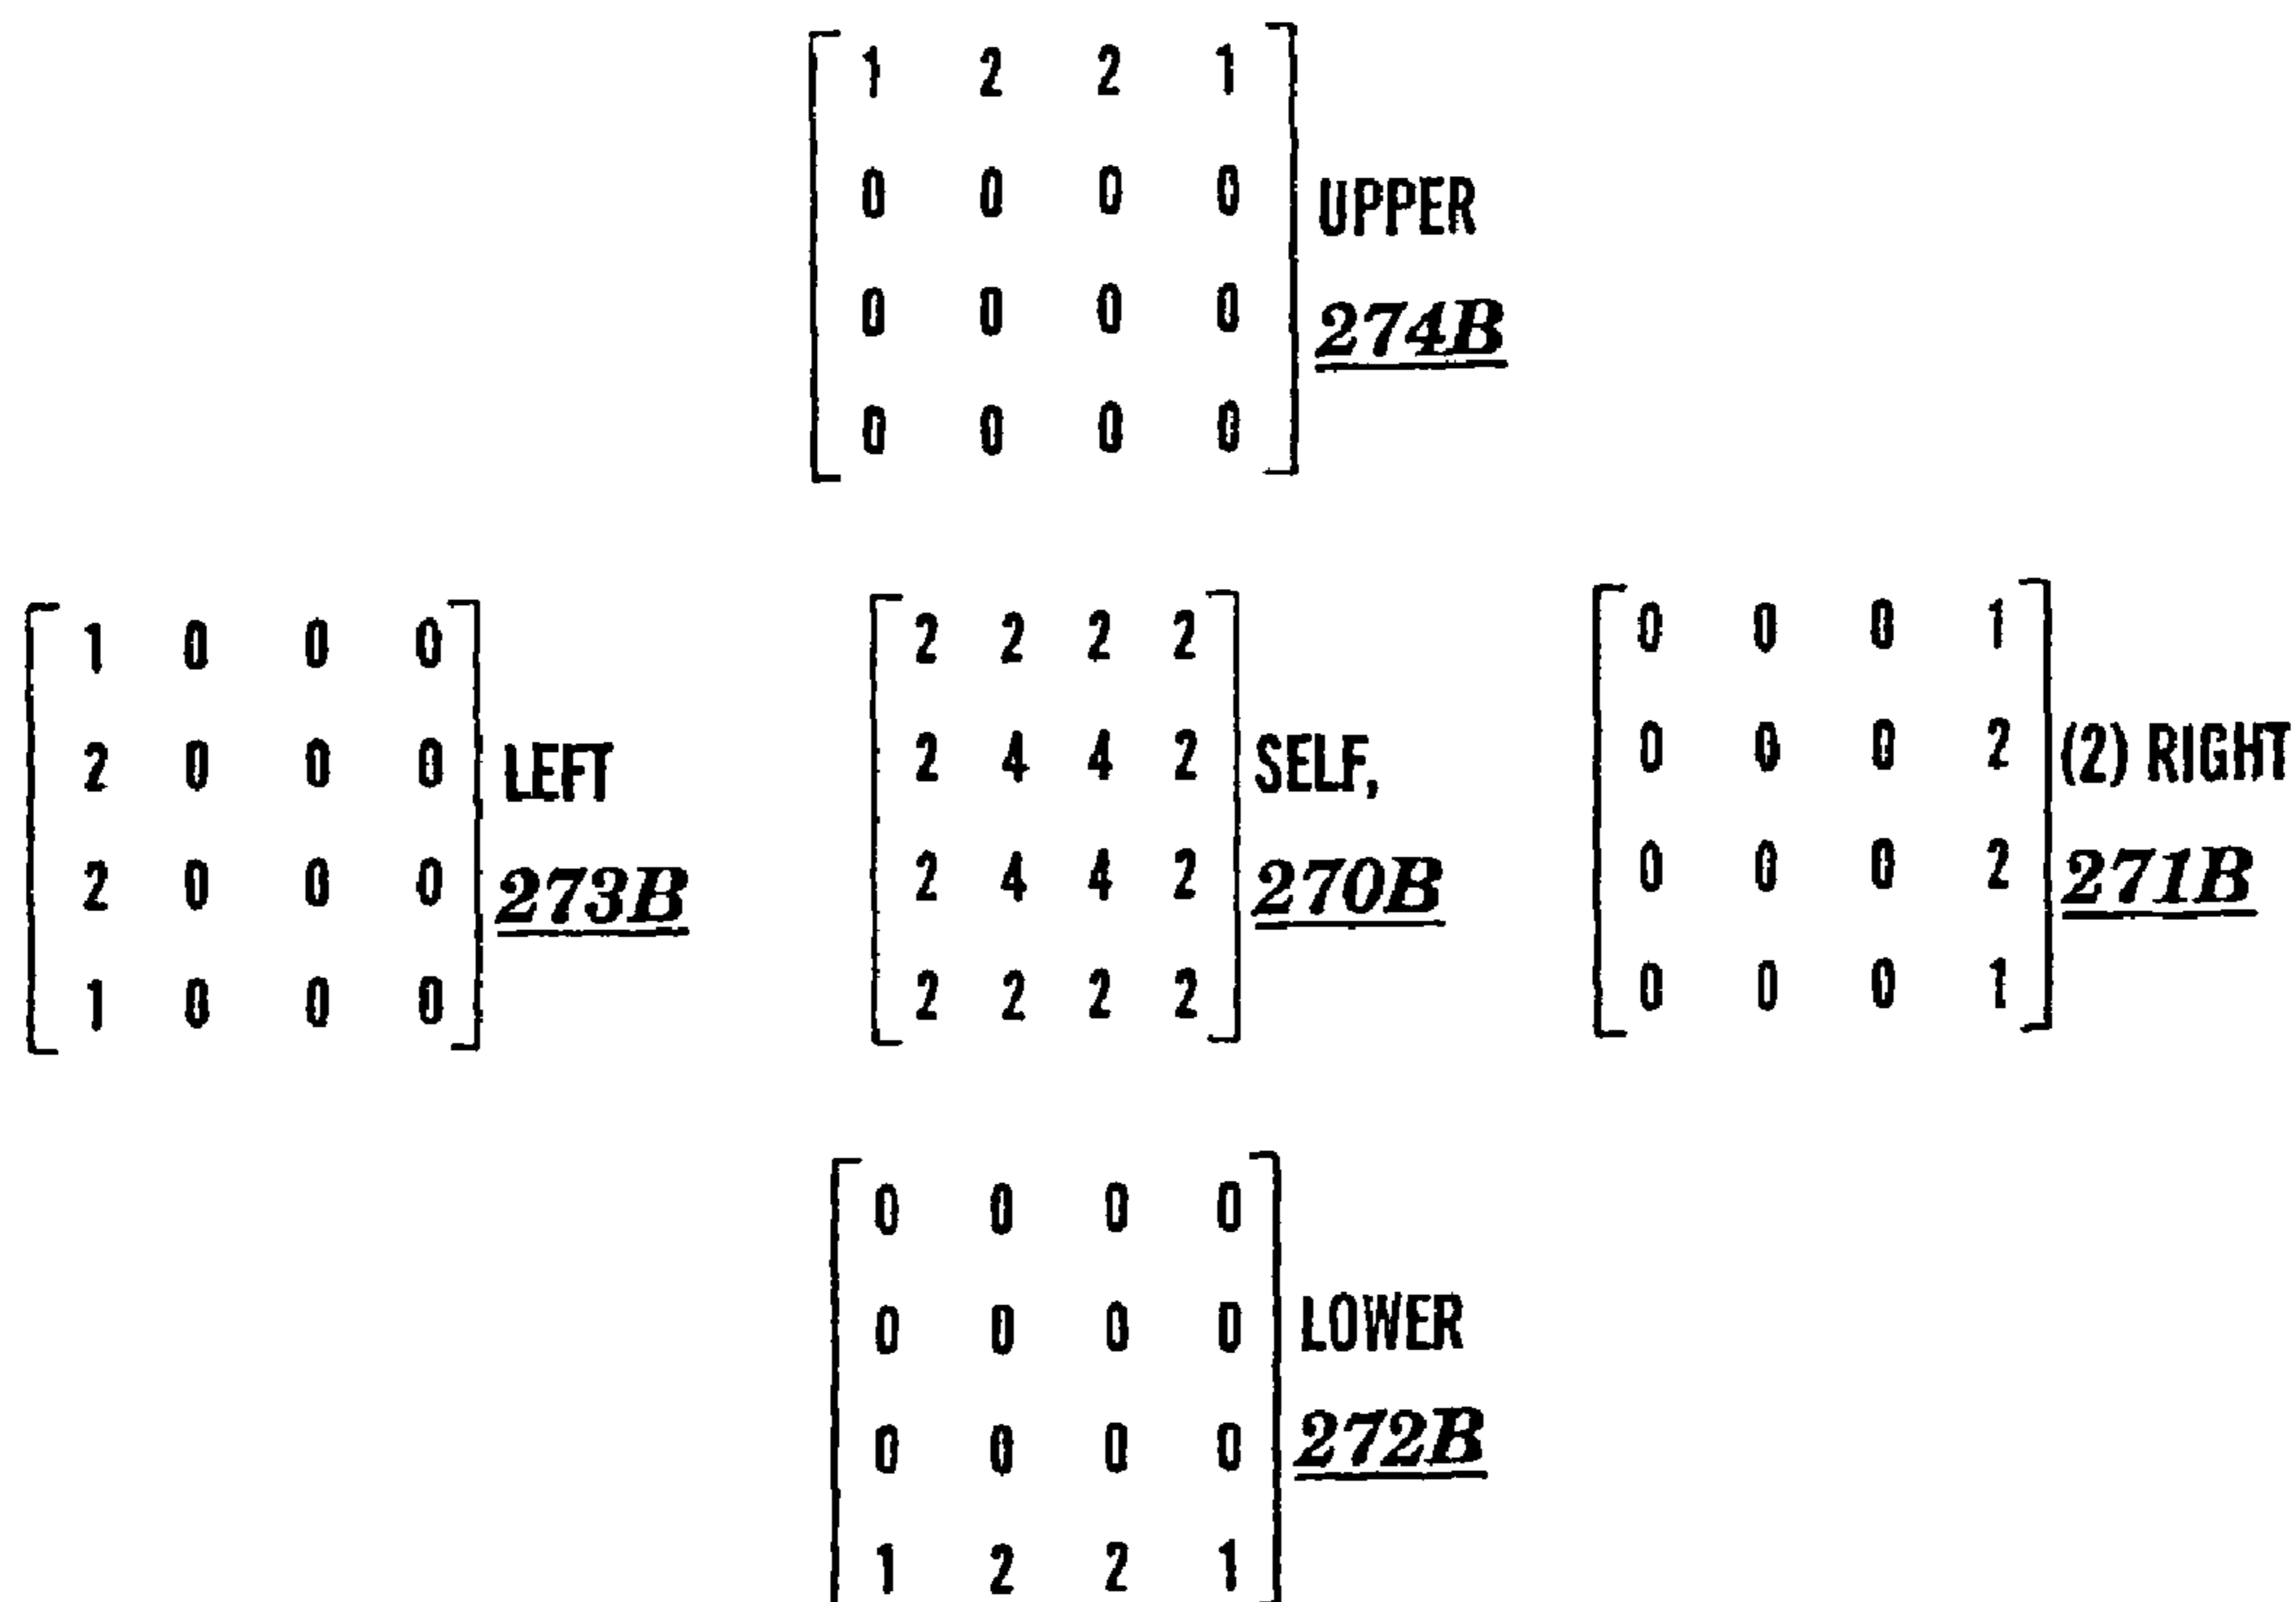 1 2 2 1
0 0 0 0
UPPER
0 0 0 0
274B
0 0 0 0
1 0 0 0
2 0 0 0
LEFT
2 0 0 0
273B
1 0 0 0
2 2 2 2
2 4 4 2
SELF,
2 4 4 2
270B
2 2 2 2
0 0 0 1
0 0 0 2
(2) RIGHT
0 0 0 2
271B
0 0 0 1
0 0 0 0
0 0 0 0
LOWER
0 0 0 0
272B
1 2 2 1